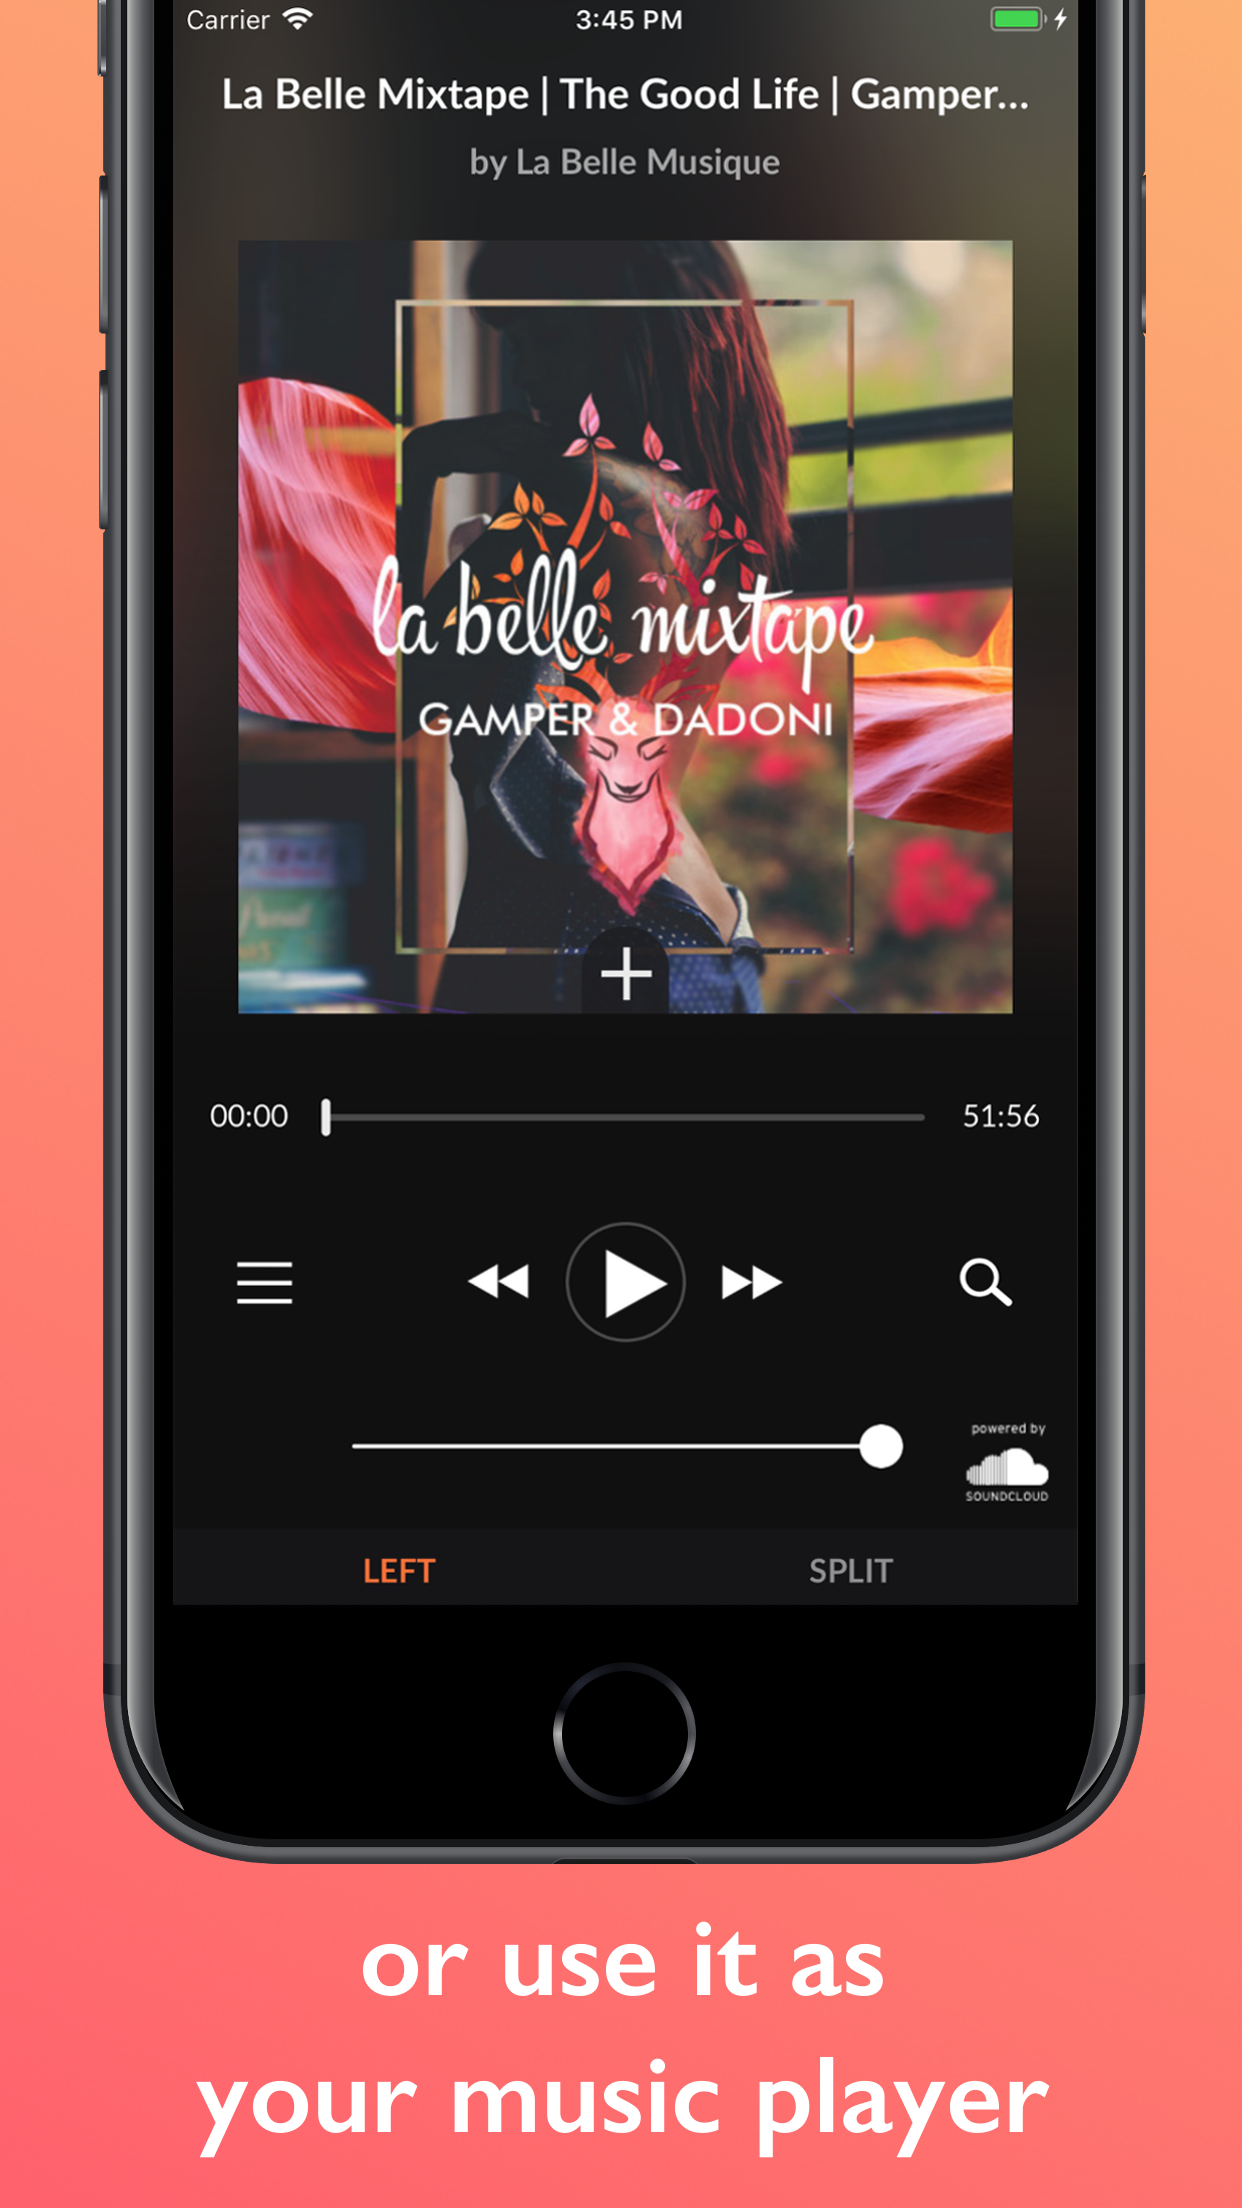 Carrier 3:45 PM
La Belle Mixtape | The Good Life | Gamper...
by La Belle Musique
la belle mixtape
GAMPER & DADONI
00:00 51:56
powered by
SOUNDCLOUD
LEFT SPLIT
or use it as
your music player